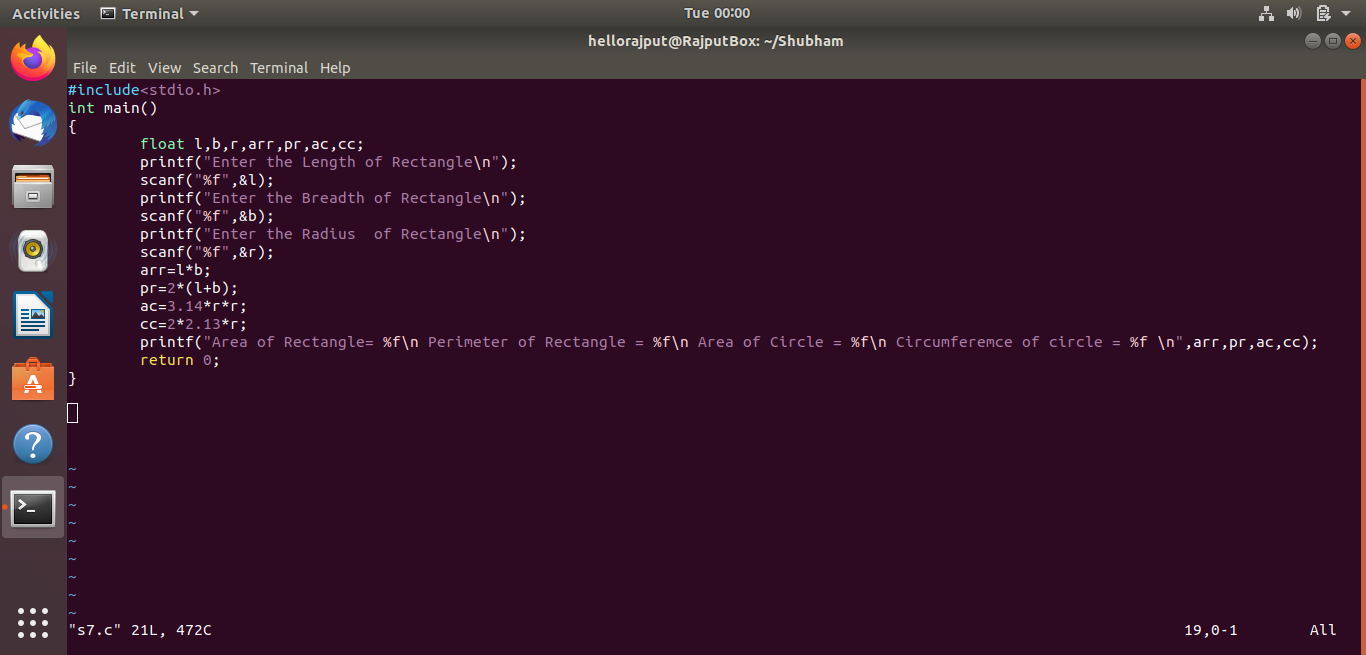 Activities Terminal Tue 00:00
hellorajput@RajputBox: ~/Shubham
File Edit View Search Terminal Help
#include<stdio.h>
int main()
{
        float l,b,r,arr,pr,ac,cc;
        printf("Enter the Length of Rectangle\n");
        scanf("%f",&l);
        printf("Enter the Breadth of Rectangle\n");
        scanf("%f",&b);
        printf("Enter the Radius  of Rectangle\n");
        scanf("%f",&r);
        arr=l*b;
        pr=2*(l+b);
        ac=3.14*r*r;
        cc=2*2.13*r;
        printf("Area of Rectangle= %f\n Perimeter of Rectangle = %f\n Area of Circle = %f\n Circumferemce of circle = %f \n",arr,pr,ac,cc);
        return 0;
}
~
~
~
~
~
~
~
~
~
"s7.c" 21L, 472C 19,0-1 All